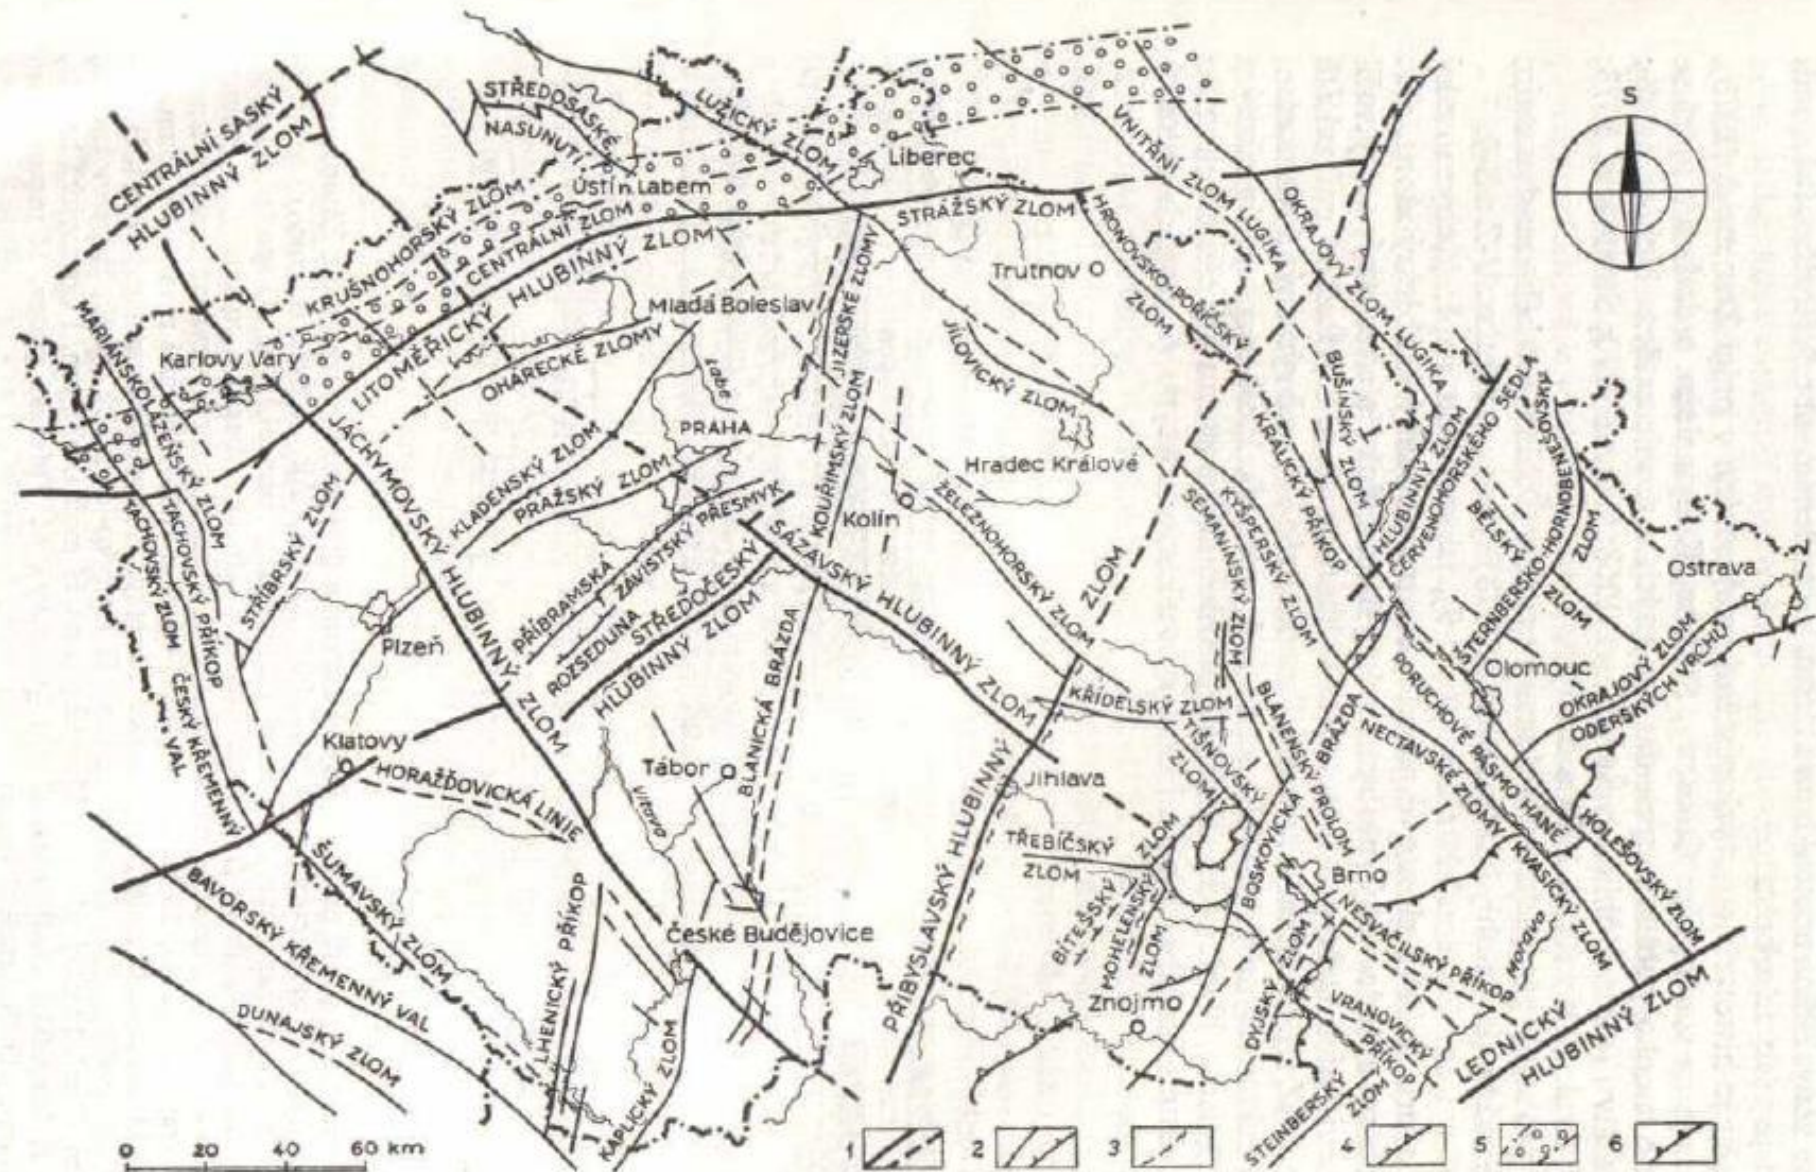 S
CENTRÁLNÍ SASKÝ
HLUBINNÝ ZLOM
STŘEDOSASKÉ
NASUNUTÍ
LUŽICKÝ ZLOM
Liberec
VNITŘNÍ ZLOM LUGIKA
OKRAJOVÝ ZLOM LUGIKA
KRUŠNOHORSKÝ ZLOM
Ústí n. Labem
CENTRÁLNÍ ZLOM
LITOMĚŘICKÝ HLUBINNÝ ZLOM
STRÁŽSKÝ ZLOM
HRONOVSKO-POŘÍČSKÝ
ZLOM
Trutnov
MARIÁNSKOLÁZEŇSKÝ ZLOM
Karlovy Vary
Mladá Boleslav
OHÁRECKÉ ZLOMY
JIZERSKÉ ZLOMY
Labe
JÍLOVICKÝ ZLOM
BUŠÍNSKÝ ZLOM
KRÁLICKÝ PŘÍKOP
HLUBINNÝ ZLOM
ČERVENOHORSKÉHO SEDLA
BĚLSKÝ
ZLOM
ŠTERNBERSKO-HORNOBENEŠOVSKÝ
ZLOM
Ostrava
JÁCHYMOVSKÝ HLUBINNÝ ZLOM
KLADENSKÝ ZLOM
PRAHA
PRAŽSKÝ ZLOM
KOUŘIMSKÝ ZLOM
Kolín
Hradec Králové
ŽELEZNOHORSKÝ ZLOM
SEMANÍNSKÝ ZLOM
KYŠPERSKÝ ZLOM
TACHOVSKÝ ZLOM
TACHOVSKÝ PŘÍKOP
STŘÍBRSKÝ ZLOM
Plzeň
PŘÍBRAMSKÁ
ROZSEDLINA
ZÁVISTSKÝ PŘESMYK
STŘEDOČESKÝ
HLUBINNÝ ZLOM
SÁZAVSKÝ HLUBINNÝ ZLOM
BLANICKÁ BRÁZDA
ČESKÝ KŘEMENNÝ
VAL
Klatovy
HORAŽĎOVICKÁ LINIE
Tábor
Vltava
PŘIBYSLAVSKÝ HLUBINNÝ
ZLOM
KŘÍDELSKÝ ZLOM
TIŠNOVSKÝ
ZLOM
BLANENSKÝ PROLOM
BOSKOVICKÁ
BRÁZDA
Olomouc
PORUCHOVÉ PÁSMO HANÉ
NECTAVSKÉ ZLOMY
OKRAJOVÝ ZLOM
ODERSKÝCH VRCHŮ
HOLEŠOVSKÝ ZLOM
KVASICKÝ ZLOM
Jihlava
TŘEBÍČSKÝ
ZLOM
BÍTEŠSKÝ
ZLOM
MOHELENSKÝ
ZLOM
Brno
NESVAČILSKÝ PŘÍKOP
Morava
VRANOVICKÝ
PŘÍKOP
DYJSKÝ
ZLOM
Znojmo
LEDNICKÝ
HLUBINNÝ ZLOM
STEINBERSKÝ
ZLOM
ŠUMAVSKÝ ZLOM
BAVORSKÝ KŘEMENNÝ VAL
DUNAJSKÝ ZLOM
LHENICKÝ PŘÍKOP
České Budějovice
KAPLICKÝ ZLOM
0 20 40 60 km
1 2 3 4 5 6